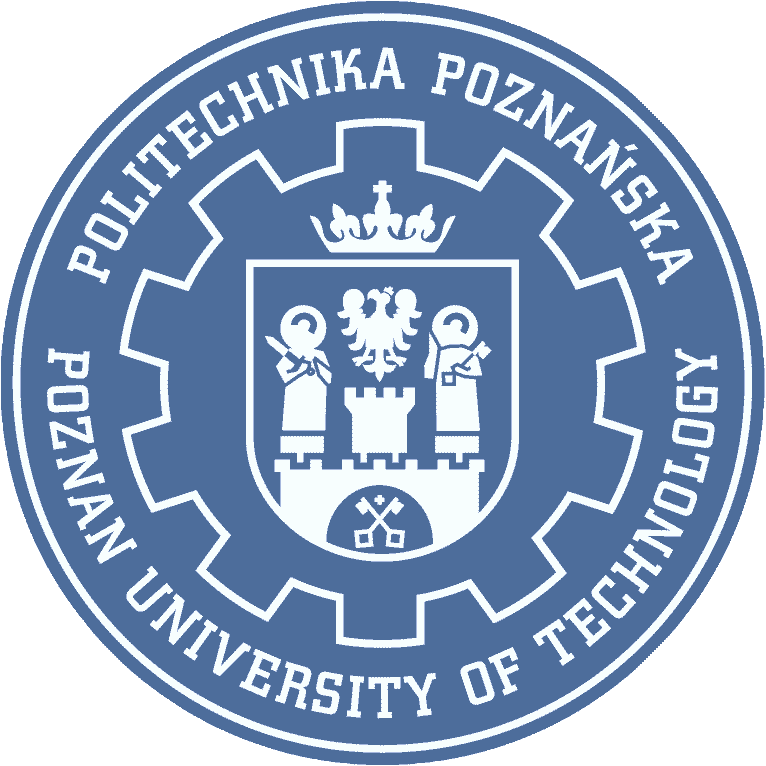 POLITECHNIKA POZNAŃSKA
POZNAN UNIVERSITY OF TECHNOLOGY